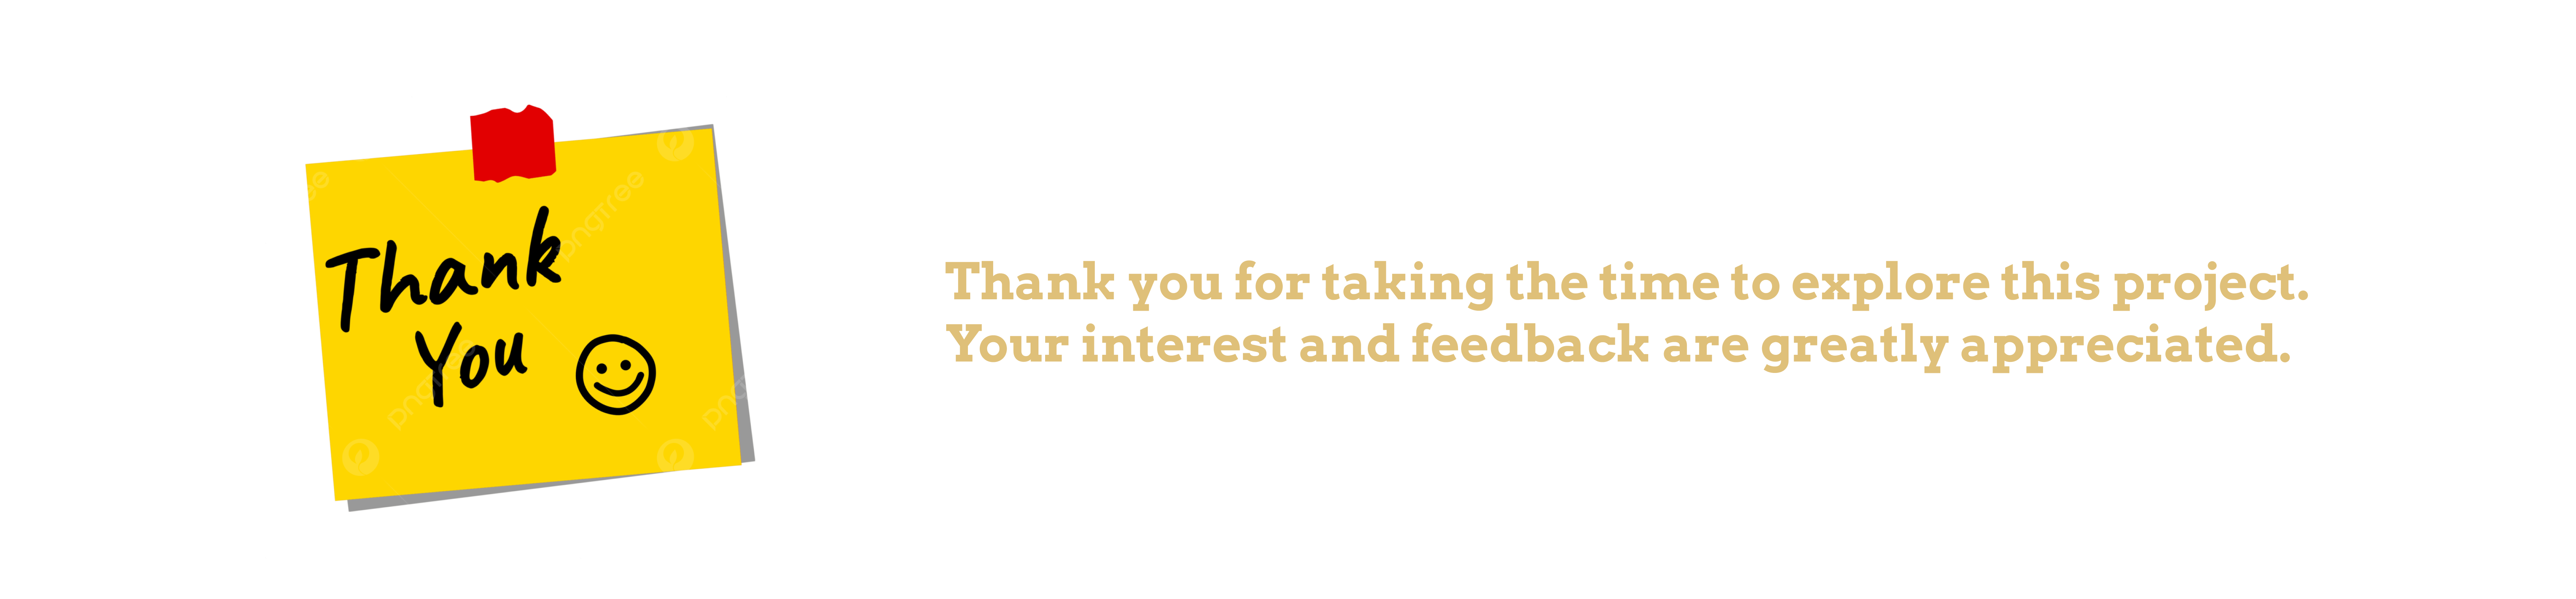 Thank
You
Thank you for taking the time to explore this project.
Your interest and feedback are greatly appreciated.
pngtree
pngtree